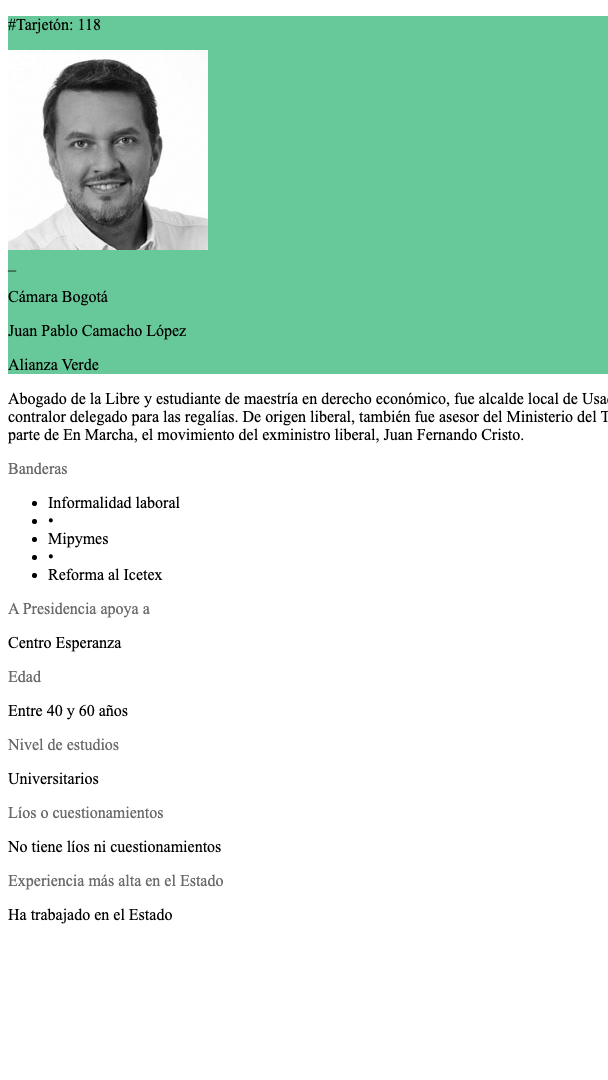 #Tarjetón: 118
_
Cámara Bogotá
Juan Pablo Camacho López
Alianza Verde
Abogado de la Libre y estudiante de maestría en derecho económico, fue alcalde local de
contralor delegado para las regalías. De origen liberal, también fue asesor del Ministerio del
parte de En Marcha, el movimiento del exministro liberal, Juan Fernando Cristo.
Banderas
• Informalidad laboral
• •
• Mipymes
• •
• Reforma al Icetex
A Presidencia apoya a
Centro Esperanza
Edad
Entre 40 y 60 años
Nivel de estudios
Universitarios
Líos o cuestionamientos
No tiene líos ni cuestionamientos
Experiencia más alta en el Estado
Ha trabajado en el Estado